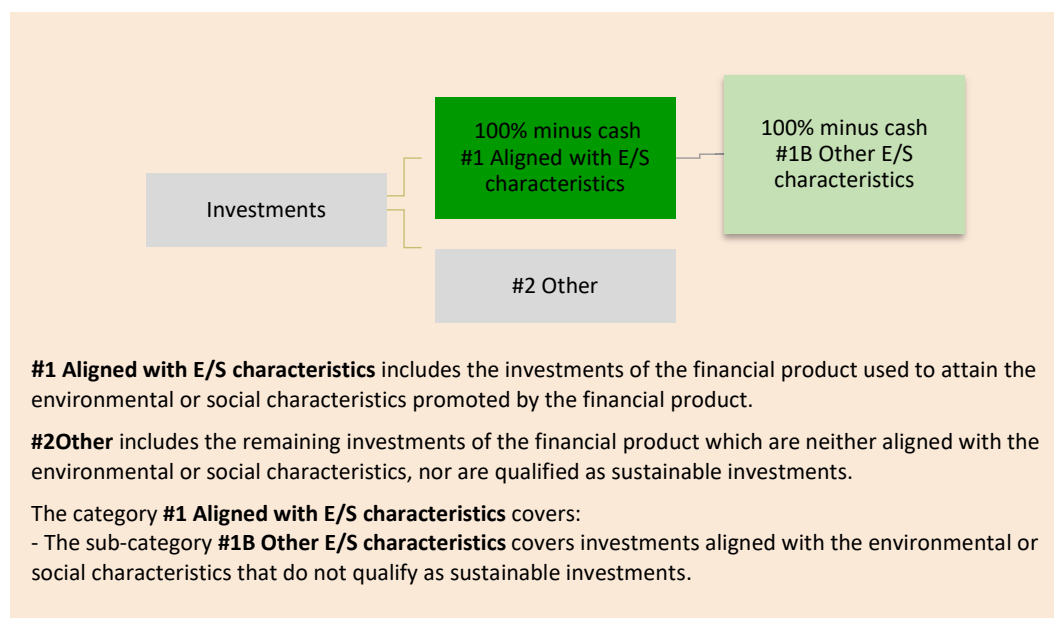 Investments
100% minus cash
#1 Aligned with E/S
characteristics
100% minus cash
#1B Other E/S
characteristics
#2 Other
#1 Aligned with E/S characteristics includes the investments of the financial product used to attain the
environmental or social characteristics promoted by the financial product.
#2Other includes the remaining investments of the financial product which are neither aligned with the
environmental or social characteristics, nor are qualified as sustainable investments.
The category #1 Aligned with E/S characteristics covers:
- The sub-category #1B Other E/S characteristics covers investments aligned with the environmental or
social characteristics that do not qualify as sustainable investments.